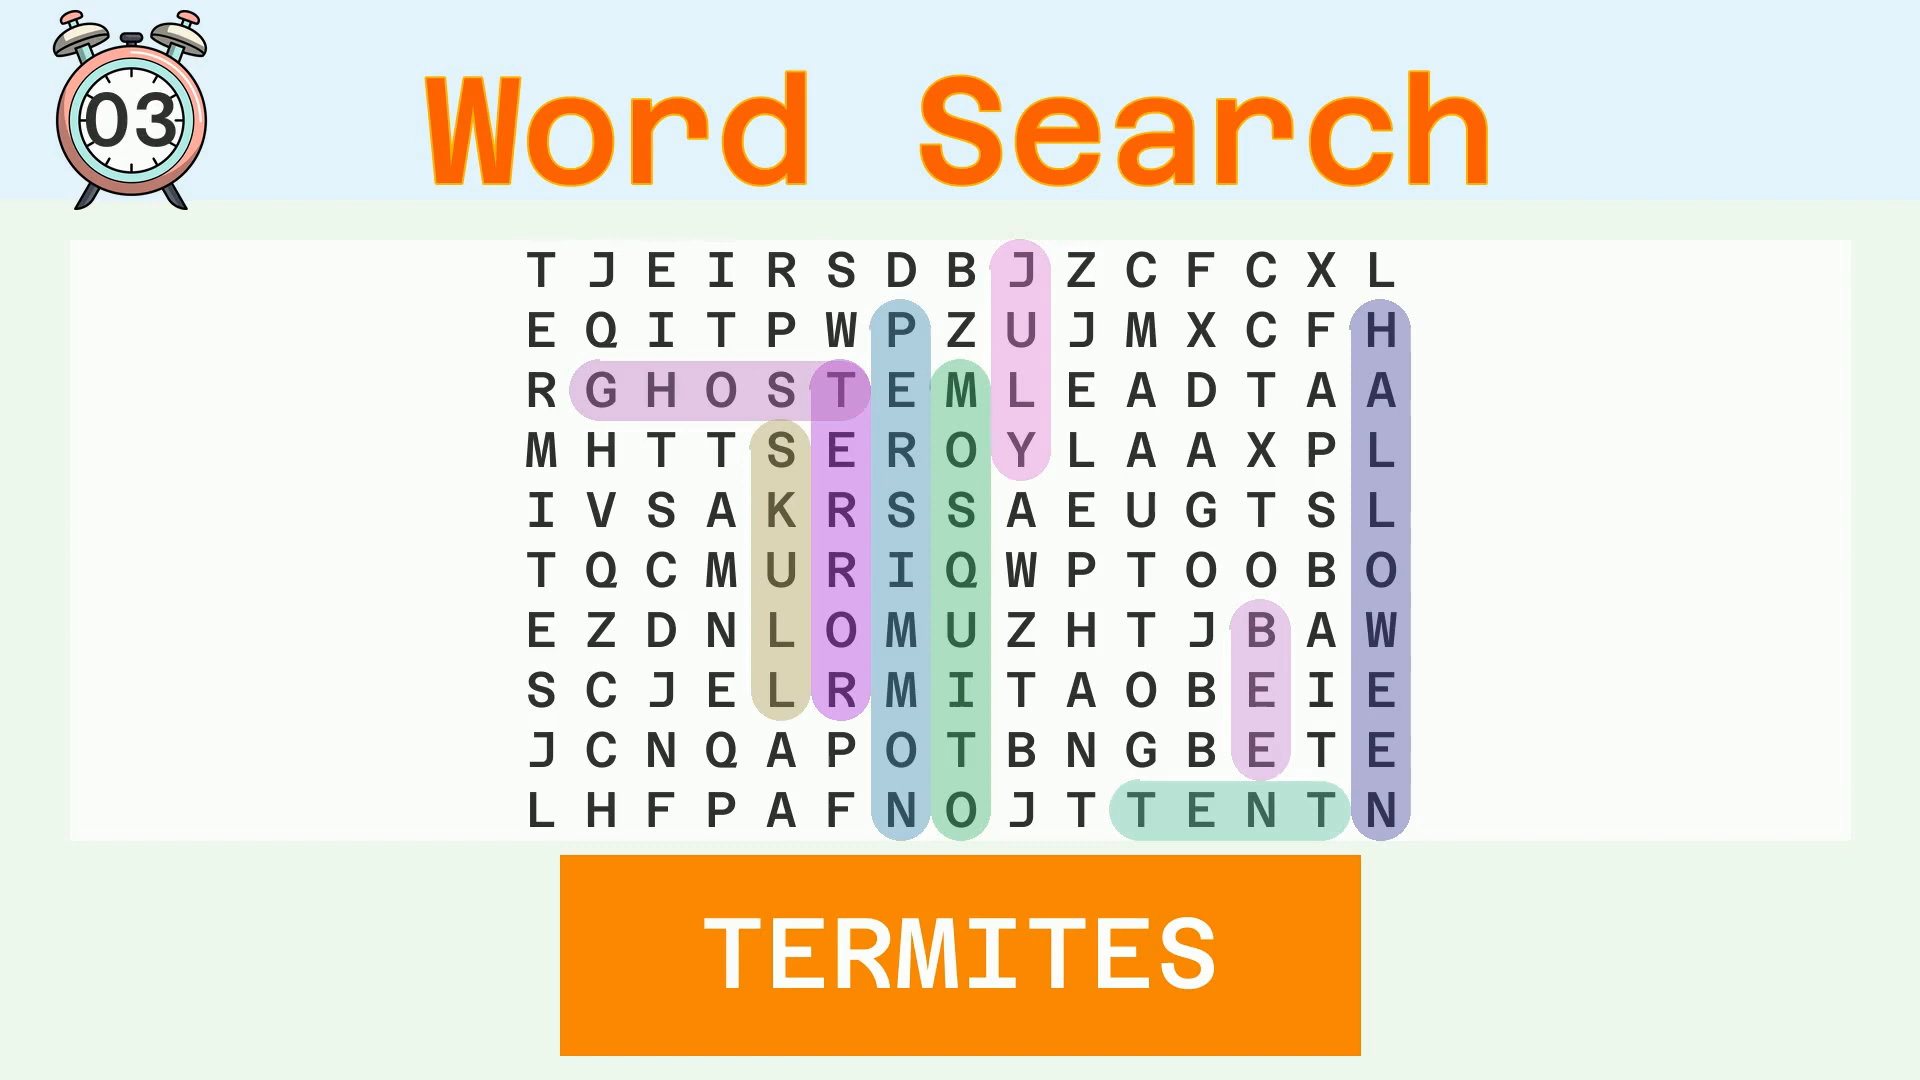 03
Word Search
T J E I R S D B J Z C F C X L
E Q I T P W P Z U J M X C F H
R G H O S T E M L E A D T A A
M H T T S E R O Y L A A X P L
I V S A K R S S A E U G T S L
T Q C M U R I Q W P T O O B O
E Z D N L O M U Z H T J B A W
S C J E L R M I T A O B E I E
J C N Q A P O T B N G B E T E
L H F P A F N O J T T E N T N
TERMITES